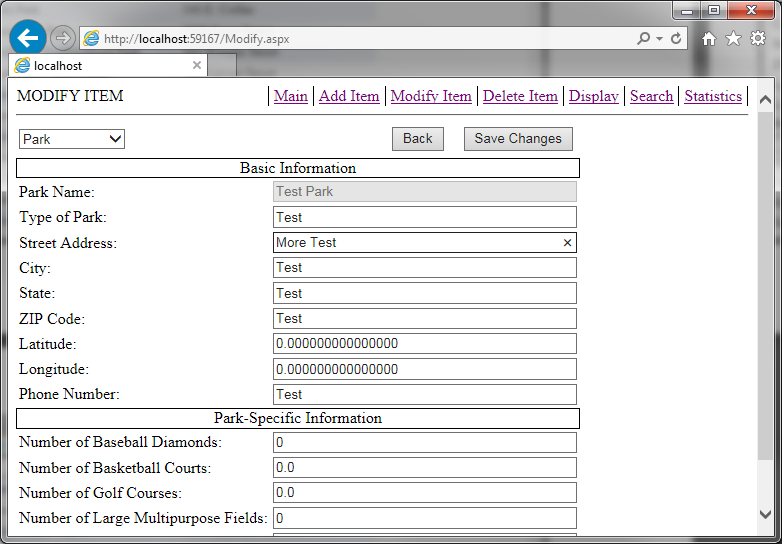 http://localhost:59167/Modify.aspx
localhost
MODIFY ITEM Main Add Item Modify Item Delete Item Display Search Statistics
Park Back Save Changes
Basic Information
Park Name: Test Park
Type of Park: Test
Street Address: More Test
City: Test
State: Test
ZIP Code: Test
Latitude: 0.000000000000000
Longitude: 0.000000000000000
Phone Number: Test
Park-Specific Information
Number of Baseball Diamonds: 0
Number of Basketball Courts: 0.0
Number of Golf Courses: 0.0
Number of Large Multipurpose Fields: 0